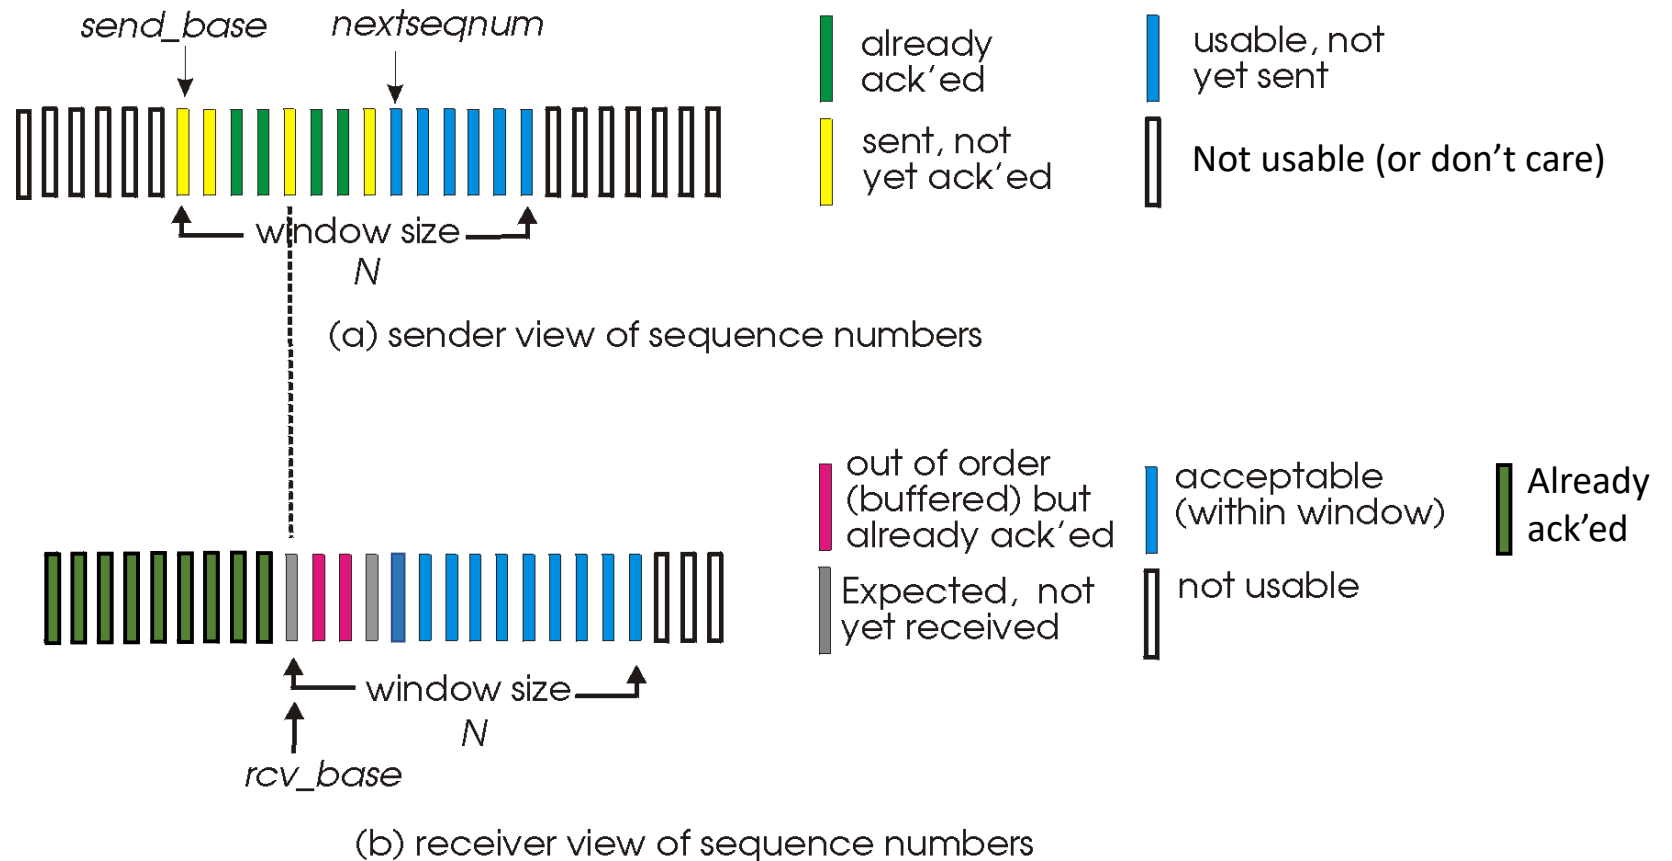 send_base
nextseqnum
already
ack'ed
usable, not
yet sent
sent, not
yet ack'ed
Not usable (or don’t care)
window size
N
(a) sender view of sequence numbers
out of order
(buffered) but
already ack'ed
acceptable
(within window)
Already
ack’ed
Expected, not
yet received
not usable
window size
N
rcv_base
(b) receiver view of sequence numbers